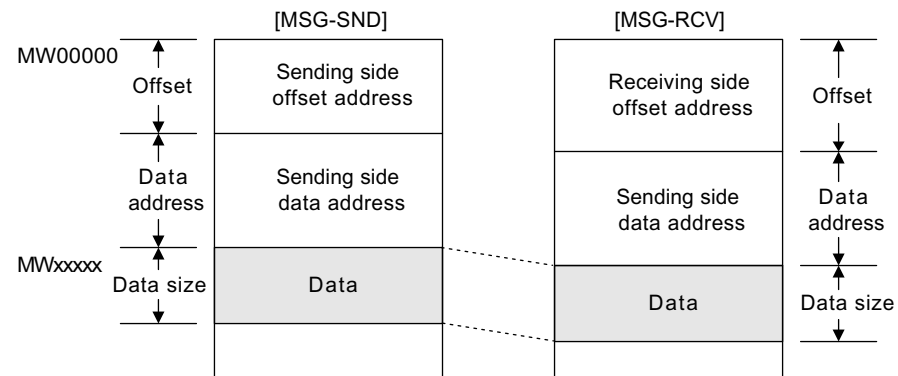 [MSG-SND]
[MSG-RCV]
MW00000
Offset
Sending side
offset address
Receiving side
offset address
Offset
Data
address
Sending side
data address
Sending side
data address
Data
address
MWxxxxx
Data size
Data
Data
Data size